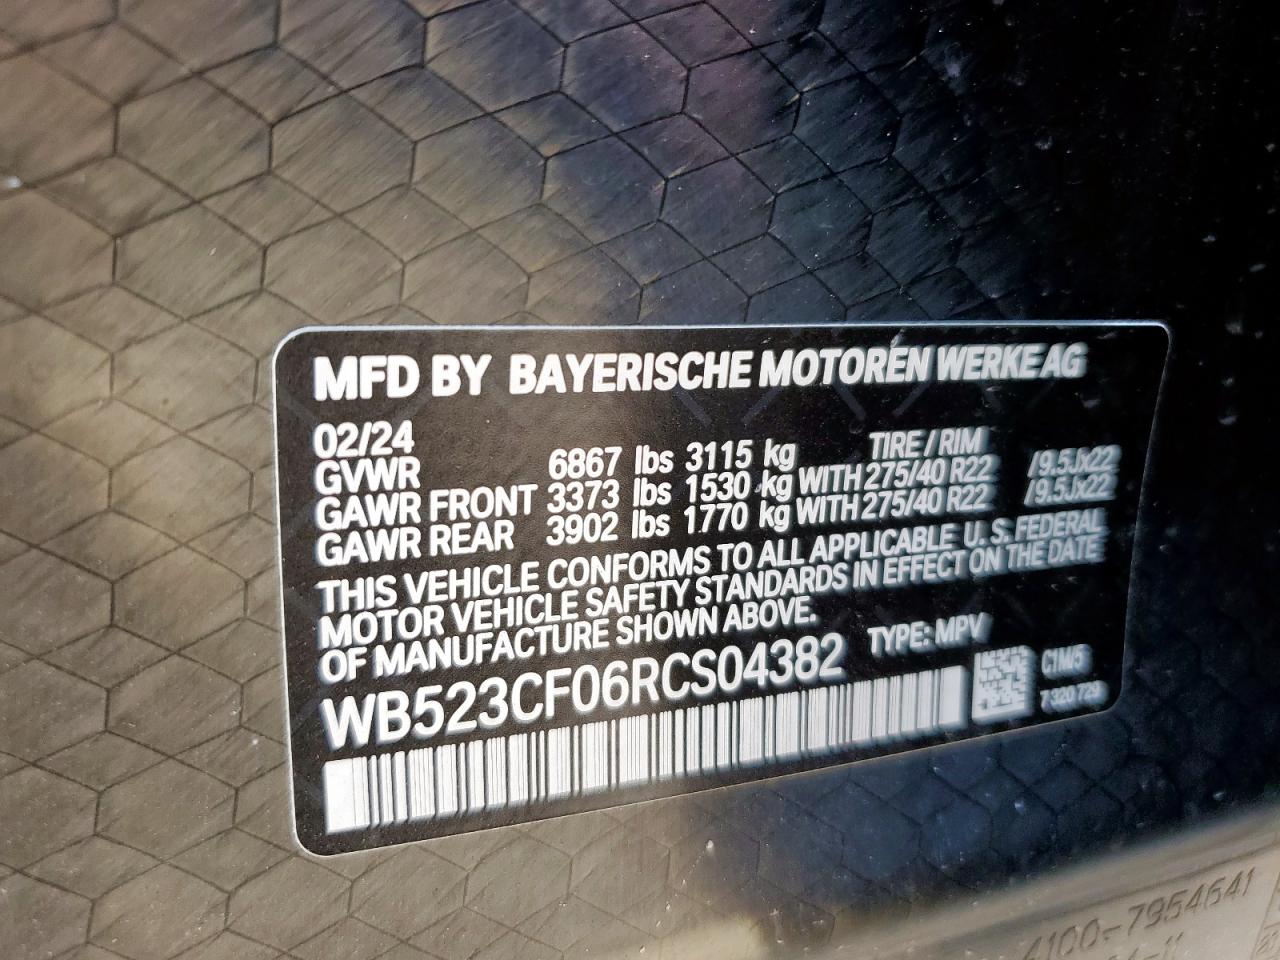 MFD BY BAYERISCHE MOTOREN WERKE AG
02/24 TIRE / RIM
GVWR 6867 lbs 3115 kg
GAWR FRONT 3373 lbs 1530 kg WITH 275/40 R22 /9.5Jx22
GAWR REAR 3902 lbs 1770 kg WITH 275/40 R22 /9.5Jx22
THIS VEHICLE CONFORMS TO ALL APPLICABLE U.S. FEDERAL
MOTOR VEHICLE SAFETY STANDARDS IN EFFECT ON THE DATE
OF MANUFACTURE SHOWN ABOVE.
WB523CF06RCS04382 TYPE: MPV
C1M/5
7 320 729
4100-7954641